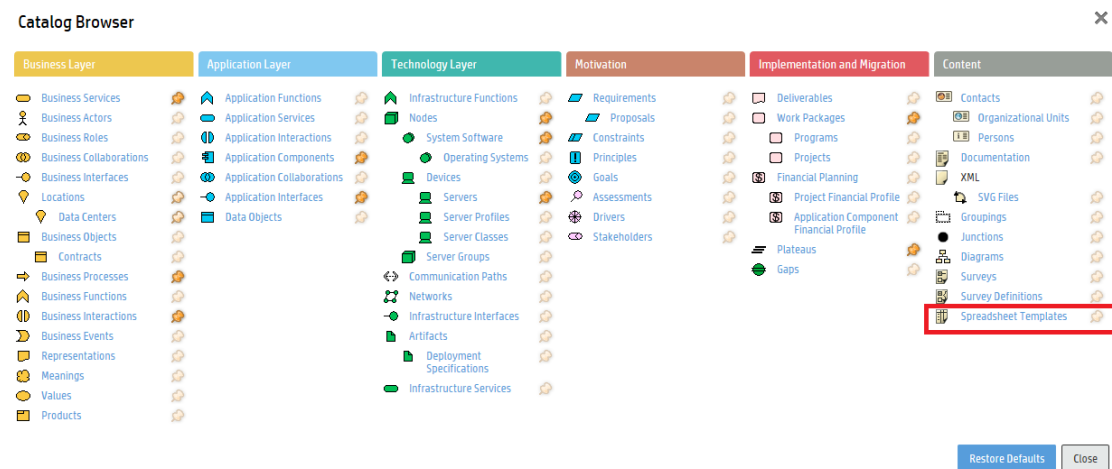 Catalog Browser
Business Layer
Business Services
Business Actors
Business Roles
Business Collaborations
Business Interfaces
Locations
Data Centers
Business Objects
Contracts
Business Processes
Business Functions
Business Interactions
Business Events
Representations
Meanings
Values
Products
Application Layer
Application Functions
Application Services
Application Interactions
Application Components
Application Collaborations
Application Interfaces
Data Objects
Technology Layer
Infrastructure Functions
Nodes
System Software
Operating Systems
Devices
Servers
Server Profiles
Server Classes
Server Groups
Communication Paths
Networks
Infrastructure Interfaces
Artifacts
Deployment
Specifications
Infrastructure Services
Motivation
Requirements
Proposals
Constraints
Principles
Goals
Assessments
Drivers
Stakeholders
Implementation and Migration
Deliverables
Work Packages
Programs
Projects
Financial Planning
Project Financial Profile
Application Component
Financial Profile
Plateaus
Gaps
Content
Contacts
Organizational Units
Persons
Documentation
XML
SVG Files
Groupings
Junctions
Diagrams
Surveys
Survey Definitions
Spreadsheet Templates
Restore Defaults
Close